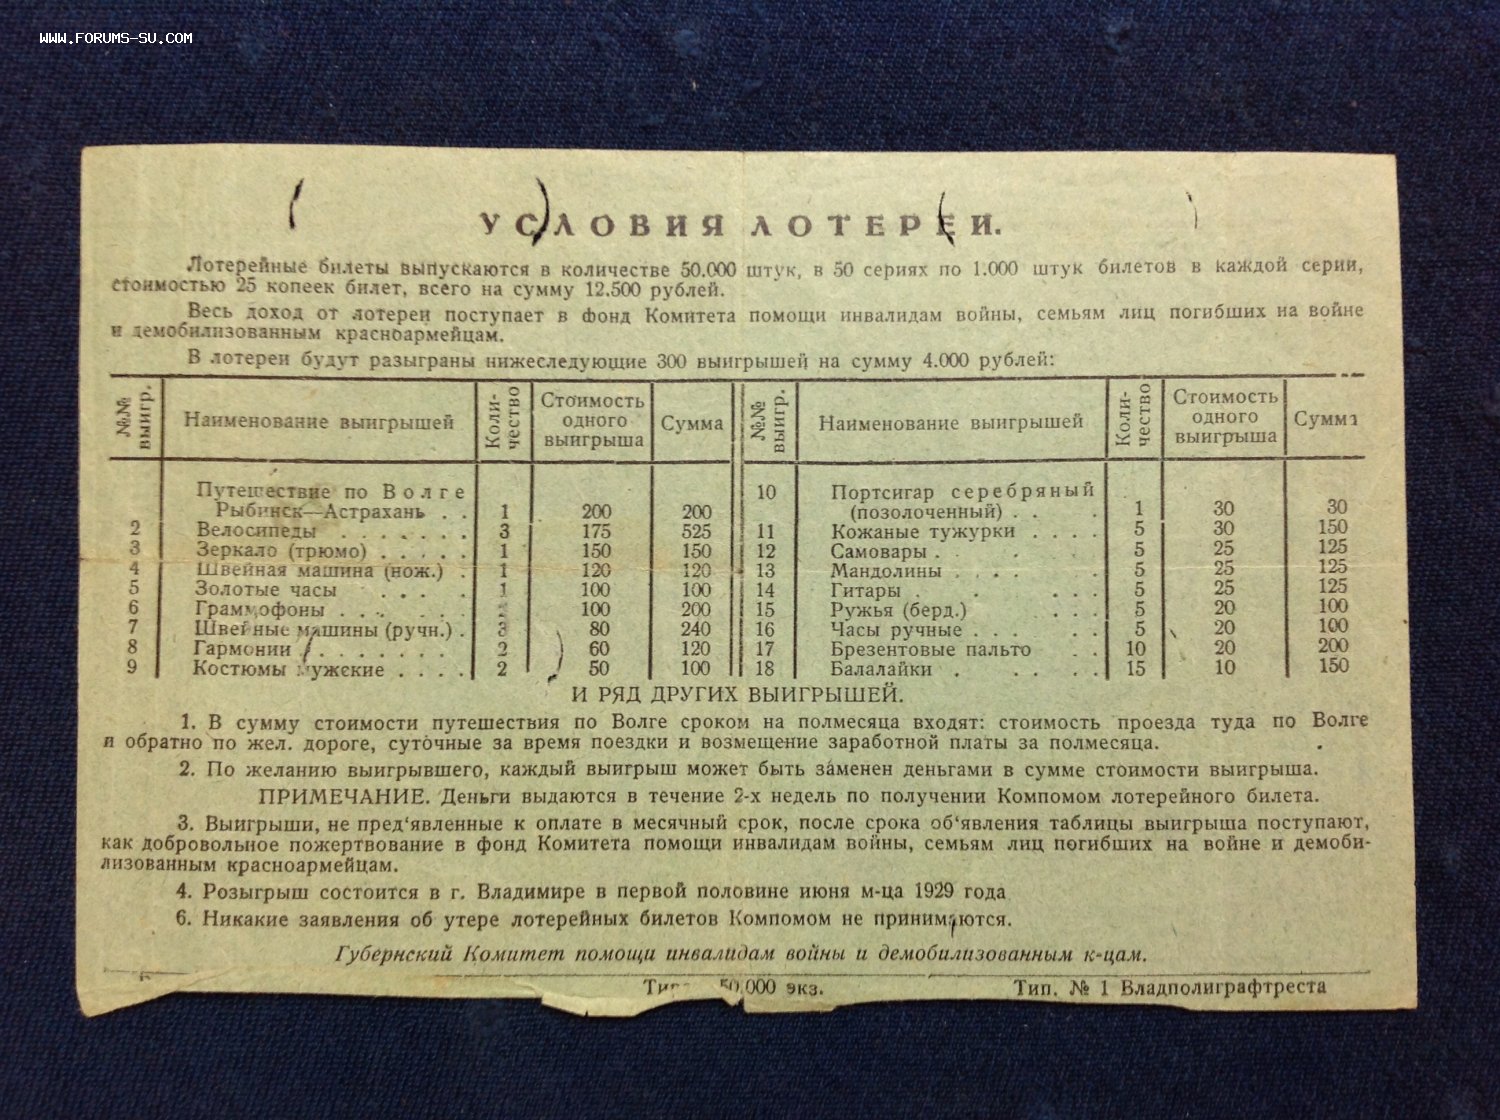 WWW.FORUMS-SU.COM
УСЛОВИЯ ЛОТЕРЕИ.
Лотерейные билеты выпускаются в количестве 50.000 штук, в 50 сериях по 1.000 штук билетов в каждой серии,
стоимостью 25 копеек билет, всего на сумму 12.500 рублей.
Весь доход от лотереи поступает в фонд Комитета помощи инвалидам войны, семьям лиц погибших на войне
и демобилизованным красноармейцам.
В лотереи будут разыграны нижеследующие 300 выигрышей на сумму 4.000 рублей:
№№ выигр. Наименование выигрышей Коли-чество Стоимость одного выигрыша Сумма
Путешествие по Волге
Рыбинск—Астрахань . . 1 200 200
2 Велосипеды . . . . . . . 3 175 525
3 Зеркало (трюмо) . . . . . 1 150 150
4 Швейная машина (нож.) . 1 120 120
5 Золотые часы . . . . 1 100 100
6 Граммофоны . . . . . . 100 200
7 Швейные машины (ручн.) . 3 80 240
8 Гармонии . . . . . . . 2 60 120
9 Костюмы мужские . . . . 2 50 100
№№ выигр. Наименование выигрышей Коли-чество Стоимость одного выигрыша Сумма
10 Портсигар серебряный
(позолоченный) . . . 1 30 30
11 Кожаные тужурки . . . . 5 30 150
12 Самовары . . . . 5 25 125
13 Мандолины . . . . . 5 25 125
14 Гитары . . . . . 5 25 125
15 Ружья (берд.) . . . 5 20 100
16 Часы ручные . . . . . 5 20 100
17 Брезентовые пальто . . 10 20 200
18 Балалайки . . . . . 15 10 150
И РЯД ДРУГИХ ВЫИГРЫШЕЙ.
1. В сумму стоимости путешествия по Волге сроком на полмесяца входят: стоимость проезда туда по Волге
и обратно по жел. дороге, суточные за время поездки и возмещение заработной платы за полмесяца.
2. По желанию выигрывшего, каждый выигрыш может быть заменен деньгами в сумме стоимости выигрыша.
ПРИМЕЧАНИЕ. Деньги выдаются в течение 2-х недель по получении Компомом лотерейного билета.
3. Выигрыши, не пред‘явленные к оплате в месячный срок, после срока об‘явления таблицы выигрыша поступают,
как добровольное пожертвование в фонд Комитета помощи инвалидам войны, семьям лиц погибших на войне и демоби-
лизованным красноармейцам.
4. Розыгрыш состоится в г. Владимире в первой половине июня м-ца 1929 года
6. Никакие заявления об утере лотерейных билетов Компомом не принимаются.
Губернский Комитет помощи инвалидам войны и демобилизованным к-цам.
50.000 экз.
Тип. № 1 Владполиграфтреста